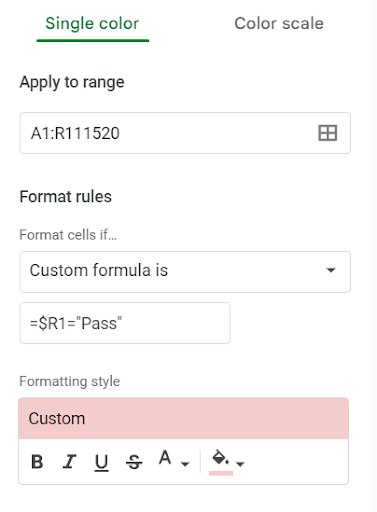 Single color Color scale
Apply to range
A1:R111520
Format rules
Format cells if…
Custom formula is
=$R1="Pass"
Formatting style
Custom
B I U S A